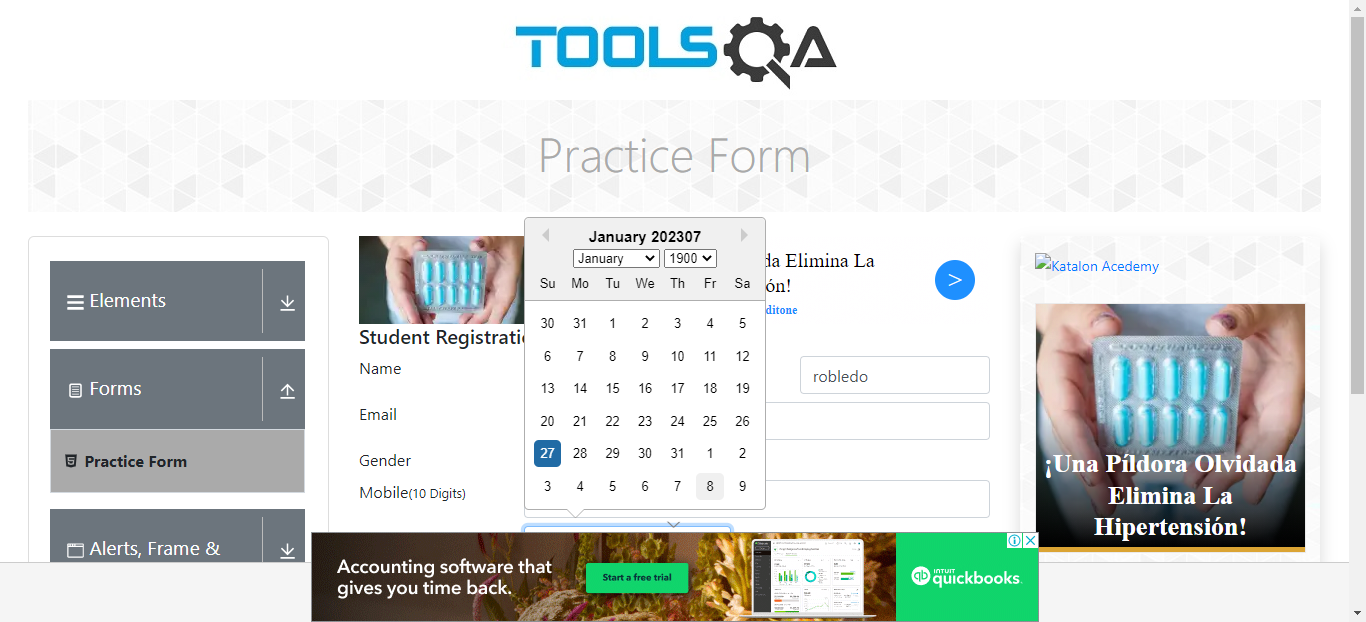 TOOLSQA
Practice Form
Elements
Forms
Practice Form
Alerts, Frame &
January 202307
January 1900
Su Mo Tu We Th Fr Sa
30 31 1 2 3 4 5
6 7 8 9 10 11 12
13 14 15 16 17 18 19
20 21 22 23 24 25 26
27 28 29 30 31 1 2
3 4 5 6 7 8 9
da Elimina La
ón!
ditone
>
Student Registratio
Name
robledo
Email
Gender
Mobile(10 Digits)
Katalon Acedemy
¡Una Píldora Olvidada
Elimina La
Hipertensión!
Accounting software that
gives you time back.
Start a free trial
INTUIT
quickbooks.